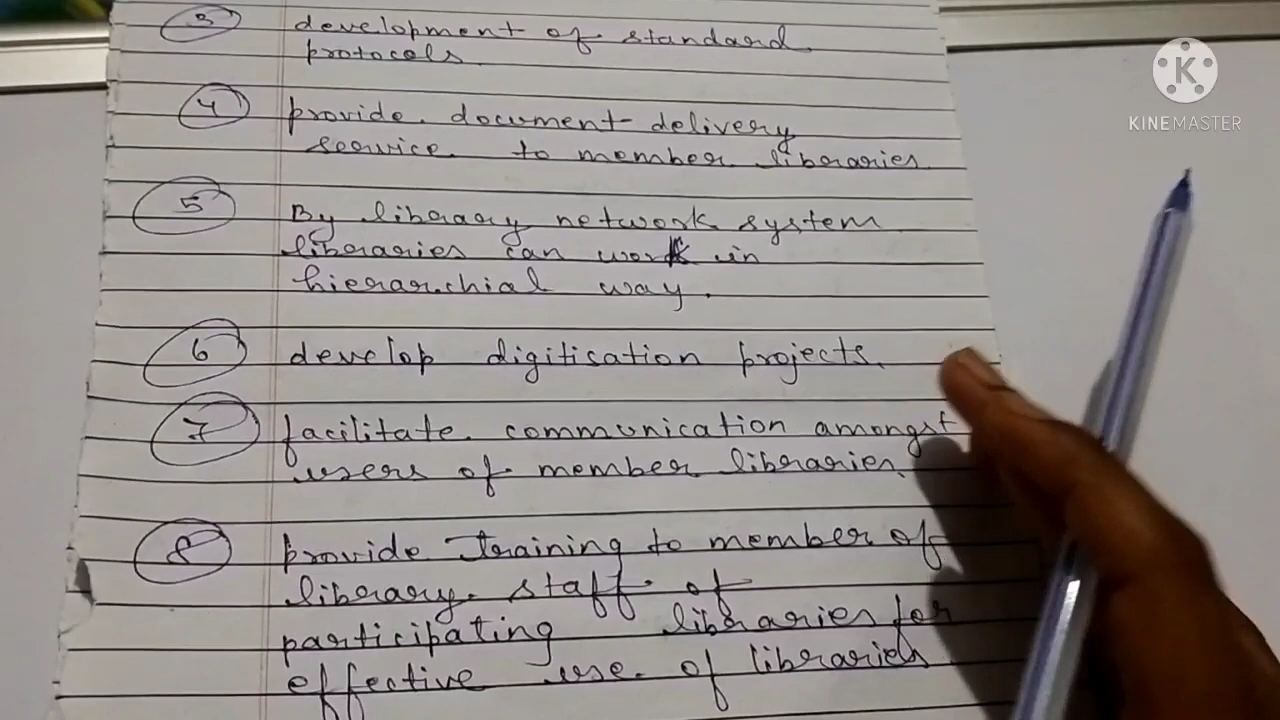 3 development of standard
protocols.
4 provide document delivery
service to member libraries.
5 By library network system
libraries can work in
hierarchial way.
6 develop digitication projects.
7 facilitate communication amongst
users of member libraries.
8 provide training to member of
library staff of
participating libraries for
effective use of libraries
K
KINEMASTER